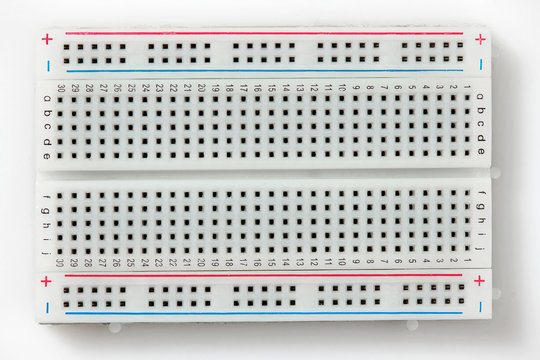 + +
− −
30 29 28 27 26 25 24 23 22 21 20 19 18 17 16 15 14 13 12 11 10 9 8 7 6 5 4 3 2 1
a a
b b
c c
d d
e e
f f
g g
h h
i i
j j
30 29 28 27 26 25 24 23 22 21 20 19 18 17 16 15 14 13 12 11 10 9 8 7 6 5 4 3 2 1
+ +
− −